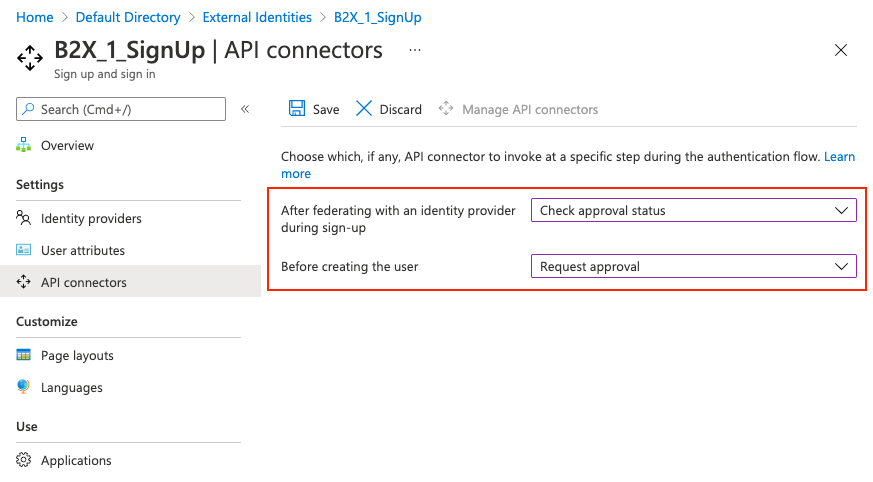 Home > Default Directory > External Identities > B2X_1_SignUp
B2X_1_SignUp | API connectors ...
Sign up and sign in
Search (Cmd+/)
Save Discard Manage API connectors
Overview
Choose which, if any, API connector to invoke at a specific step during the authentication flow. Learn
more
Settings
After federating with an identity provider
during sign-up
Check approval status
Identity providers
User attributes
Before creating the user
Request approval
API connectors
Customize
Page layouts
Languages
Use
Applications